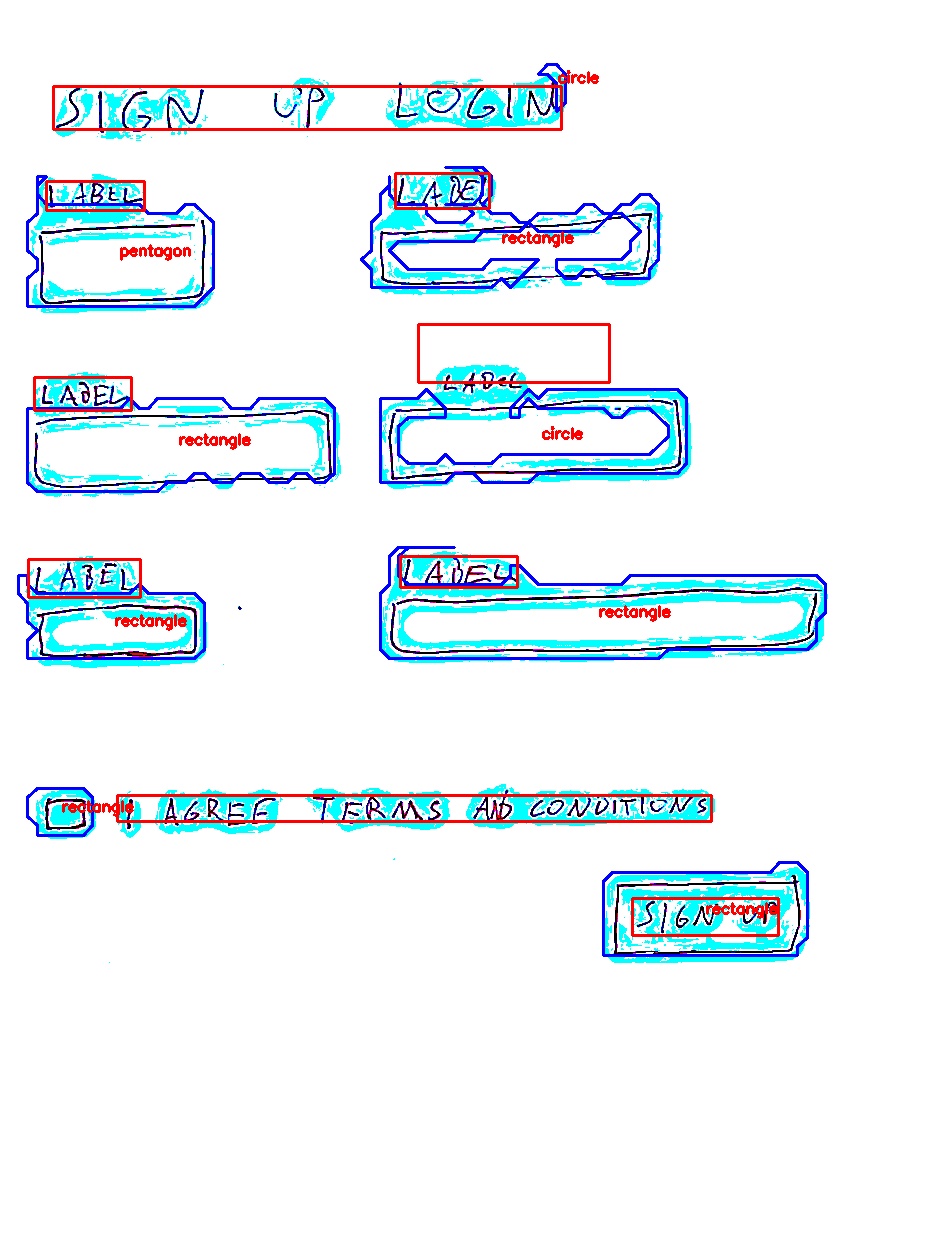 circle
SIGN UP LOGIN
LABEL LABEL
pentagon rectangle
LABEL LABEL
rectangle circle
LABEL LABEL
rectangle rectangle
rectangle I AGREE TERMS AND CONDITIONS
SIGN UP rectangle